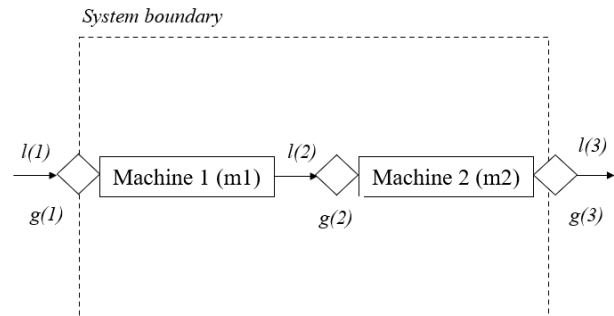 System boundary
l(1)
l(2)
l(3)
Machine 1 (m1)
Machine 2 (m2)
g(1)
g(2)
g(3)